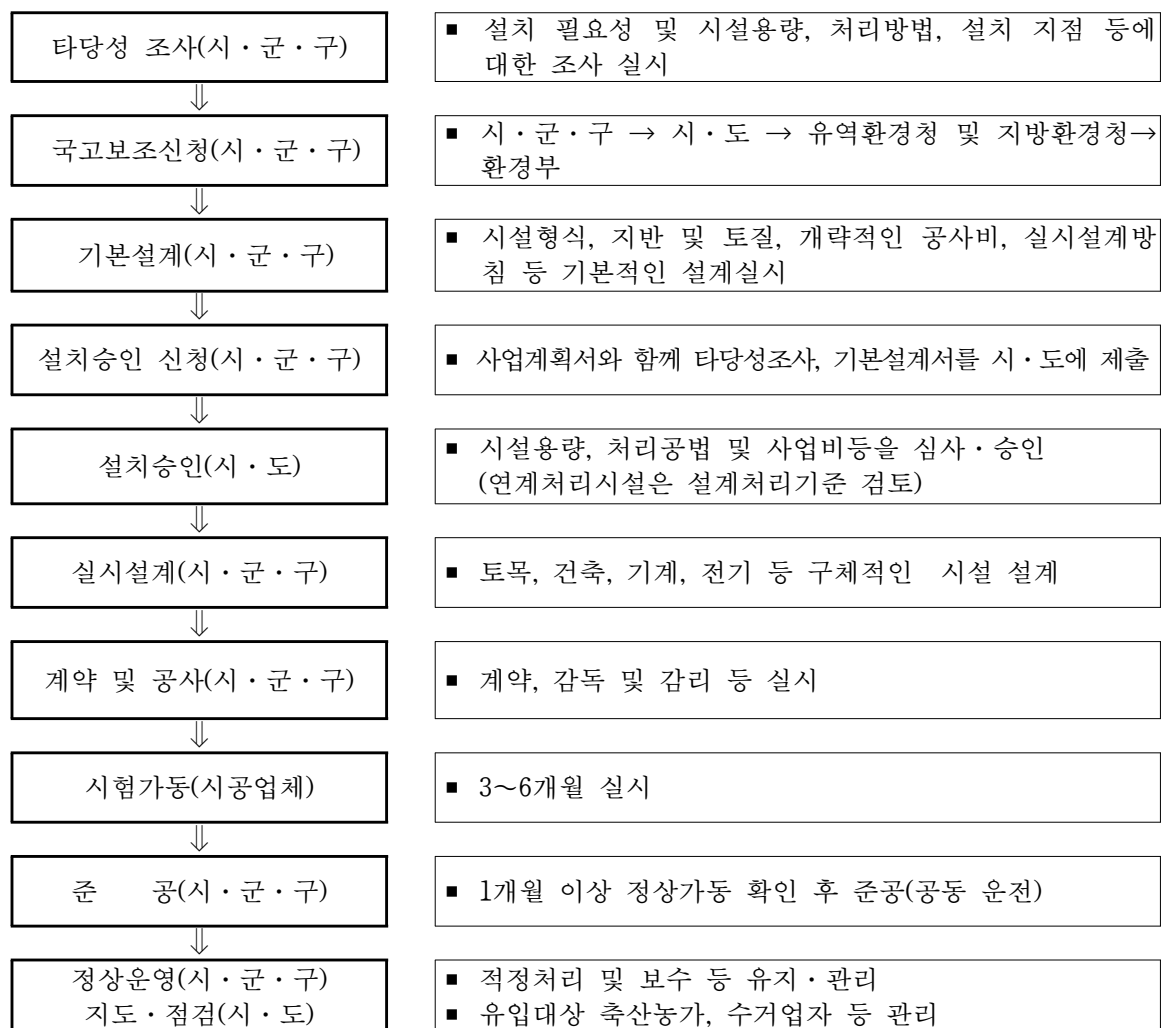 타당성 조사(시・군・구)
■ 설치 필요성 및 시설용량, 처리방법, 설치 지점 등에
대한 조사 실시
⇓
국고보조신청(시・군・구)
■ 시・군・구 → 시・도 → 유역환경청 및 지방환경청→
환경부
⇓
기본설계(시・군・구)
■ 시설형식, 지반 및 토질, 개략적인 공사비, 실시설계방
침 등 기본적인 설계실시
⇓
설치승인 신청(시・군・구)
■ 사업계획서와 함께 타당성조사, 기본설계서를 시・도에 제출
⇓
설치승인(시・도)
■ 시설용량, 처리공법 및 사업비등을 심사・승인
(연계처리시설은 설계처리기준 검토)
⇓
실시설계(시・군・구)
■ 토목, 건축, 기계, 전기 등 구체적인 시설 설계
⇓
계약 및 공사(시・군・구)
■ 계약, 감독 및 감리 등 실시
⇓
시험가동(시공업체)
■ 3～6개월 실시
⇓
준 공(시・군・구)
■ 1개월 이상 정상가동 확인 후 준공(공동 운전)
⇓
정상운영(시・군・구)
지도・점검(시・도)
■ 적정처리 및 보수 등 유지・관리
■ 유입대상 축산농가, 수거업자 등 관리